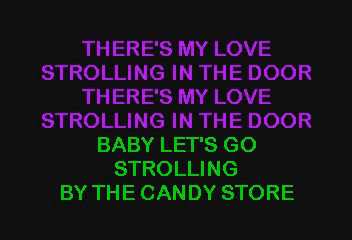 THERE'S MY LOVE
STROLLING IN THE DOOR
THERE'S MY LOVE
STROLLING IN THE DOOR
BABY LET'S GO
STROLLING
BY THE CANDY STORE